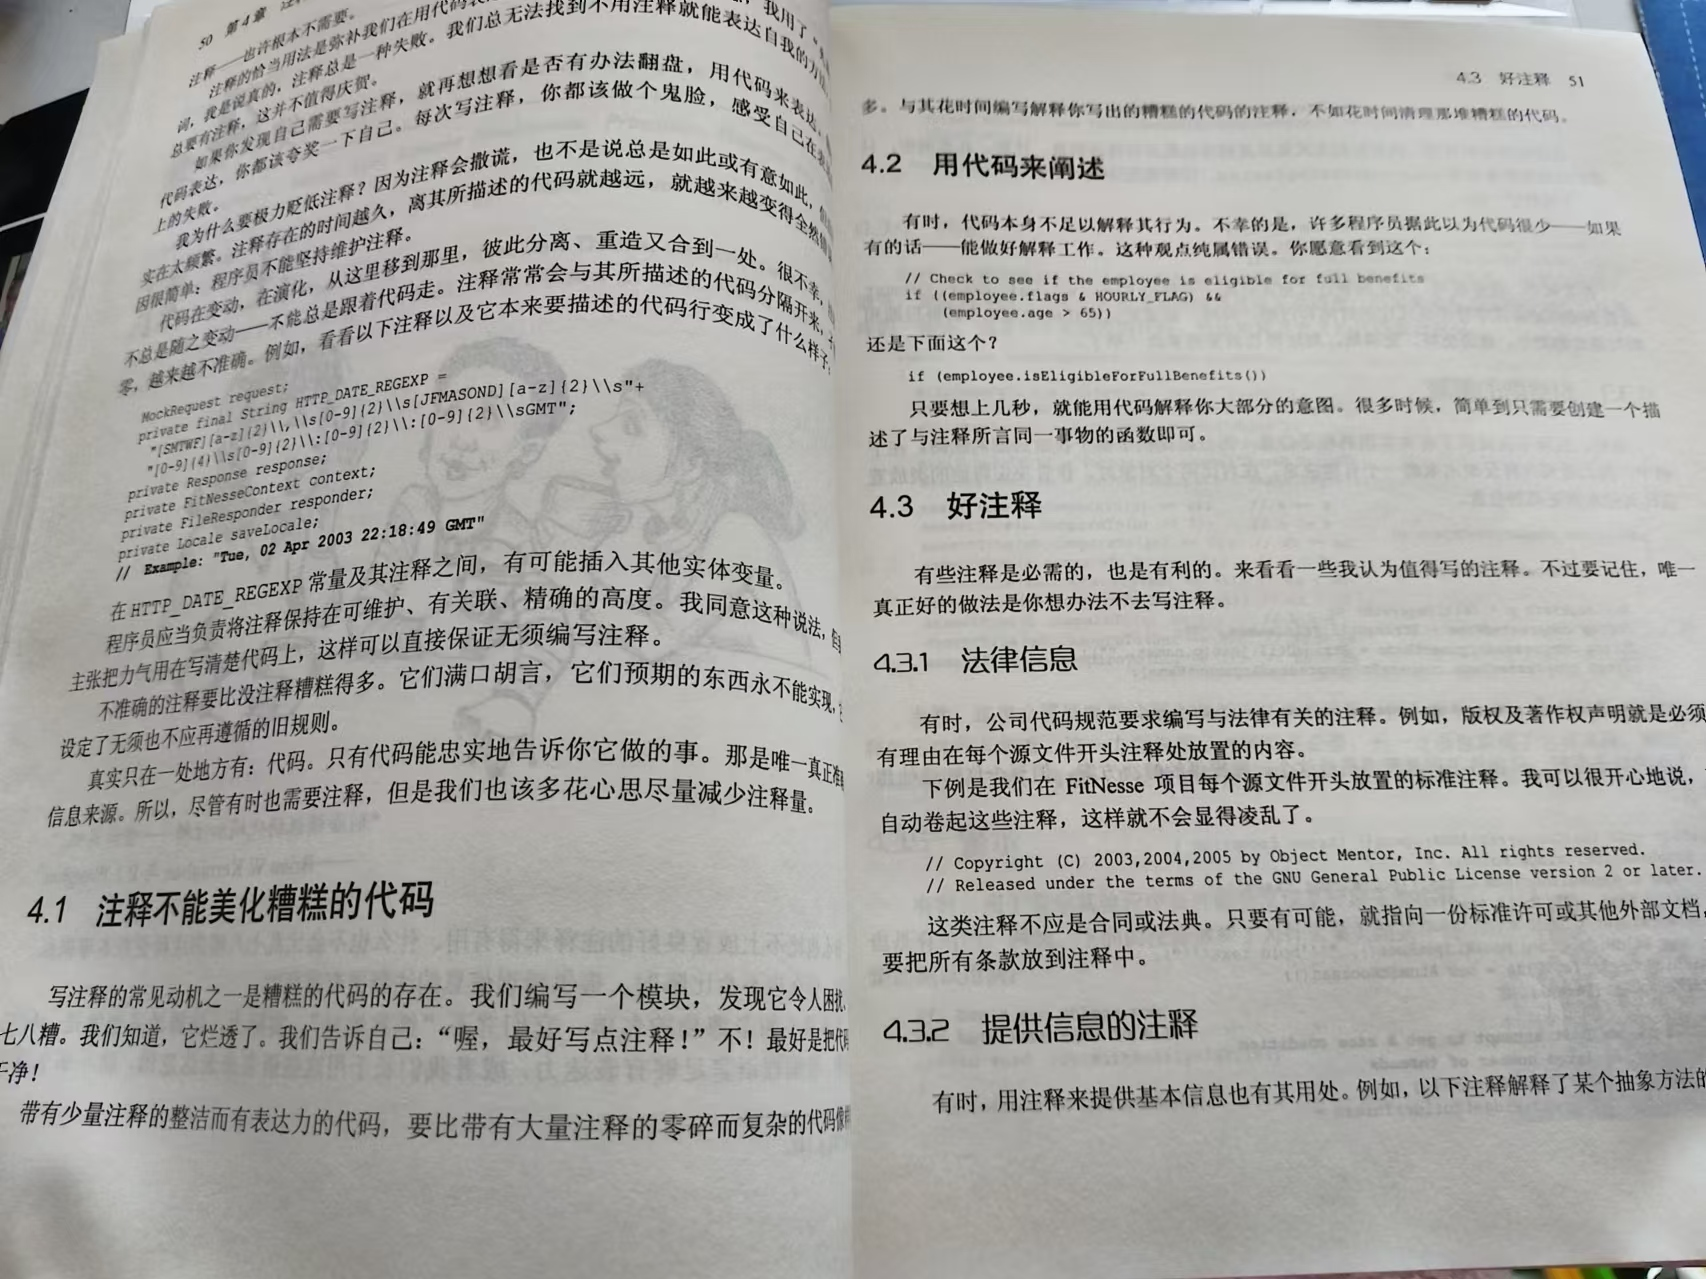 50 第4章
注释——也许根本不需要。
注释的恰当用法是弥补我们在用代码表
，我用了“
词，我是说真的，注释总是一种失败。我们总无法找到不用注释就能表达自我的方法
总要有注释，这并不值得庆贺。
如果你发现自己需要写注释，就再想想看是否有办法翻盘，用代码来表达。
代码表达，你都该夸奖一下自己。每次写注释，你都该做个鬼脸，感受自己在表
上的失败。
我为什么要极力贬低注释？因为注释会撒谎，也不是说总是如此或有意如此，
实在太频繁。注释存在的时间越久，离其所描述的代码就越远，就越来越变得全然
因很简单：程序员不能坚持维护注释。
代码在变动，在演化，从这里移到那里，彼此分离、重造又合到一处。很不幸，
不总是随之变动——不能总是跟着代码走。注释常常会与其所描述的代码分隔开来，
零，越来越不准确。例如，看看以下注释以及它本来要描述的代码行变成了什么样子：
MockRequest request;
private final String HTTP_DATE_REGEXP =
"[SMTWF][a-z]{2}\\,\\s[0-9]{2}\\s[JFMASOND][a-z]{2}\\s"+
"[0-9]{4}\\s[0-9]{2}\\:[0-9]{2}\\:[0-9]{2}\\sGMT";
private Response response;
private FitNesseContext context;
private FileResponder responder;
private Locale saveLocale;
// Example: "Tue, 02 Apr 2003 22:18:49 GMT"
在 HTTP_DATE_REGEXP 常量及其注释之间，有可能插入其他实体变量。
程序员应当负责将注释保持在可维护、有关联、精确的高度。我同意这种说法，但
主张把力气用在写清楚代码上，这样可以直接保证无须编写注释。
不准确的注释要比没注释糟糕得多。它们满口胡言，它们预期的东西永不能实现，
设定了无须也不应再遵循的旧规则。
真实只在一处地方有：代码。只有代码能忠实地告诉你它做的事。那是唯一真正准
信息来源。所以，尽管有时也需要注释，但是我们也该多花心思尽量减少注释量。
4.1 注释不能美化糟糕的代码
写注释的常见动机之一是糟糕的代码的存在。我们编写一个模块，发现它令人困扰、
七八糟。我们知道，它烂透了。我们告诉自己：“喔，最好写点注释！”不！最好是把代码
干净！
带有少量注释的整洁而有表达力的代码，要比带有大量注释的零碎而复杂的代码像
4.3 好注释 51
多。与其花时间编写解释你写出的糟糕的代码的注释，不如花时间清理那堆糟糕的代码。
4.2 用代码来阐述
有时，代码本身不足以解释其行为。不幸的是，许多程序员据此以为代码很少——如果
有的话——能做好解释工作。这种观点纯属错误。你愿意看到这个：
// Check to see if the employee is eligible for full benefits
if ((employee.flags & HOURLY_FLAG) &&
(employee.age > 65))
还是下面这个？
if (employee.isEligibleForFullBenefits())
只要想上几秒，就能用代码解释你大部分的意图。很多时候，简单到只需要创建一个描
述了与注释所言同一事物的函数即可。
4.3 好注释
有些注释是必需的，也是有利的。来看看一些我认为值得写的注释。不过要记住，唯一
真正好的做法是你想办法不去写注释。
4.3.1 法律信息
有时，公司代码规范要求编写与法律有关的注释。例如，版权及著作权声明就是必须
有理由在每个源文件开头注释处放置的内容。
下例是我们在 FitNesse 项目每个源文件开头放置的标准注释。我可以很开心地说，
自动卷起这些注释，这样就不会显得凌乱了。
// Copyright (C) 2003,2004,2005 by Object Mentor, Inc. All rights reserved.
// Released under the terms of the GNU General Public License version 2 or later.
这类注释不应是合同或法典。只要有可能，就指向一份标准许可或其他外部文档，
要把所有条款放到注释中。
4.3.2 提供信息的注释
有时，用注释来提供基本信息也有其用处。例如，以下注释解释了某个抽象方法的